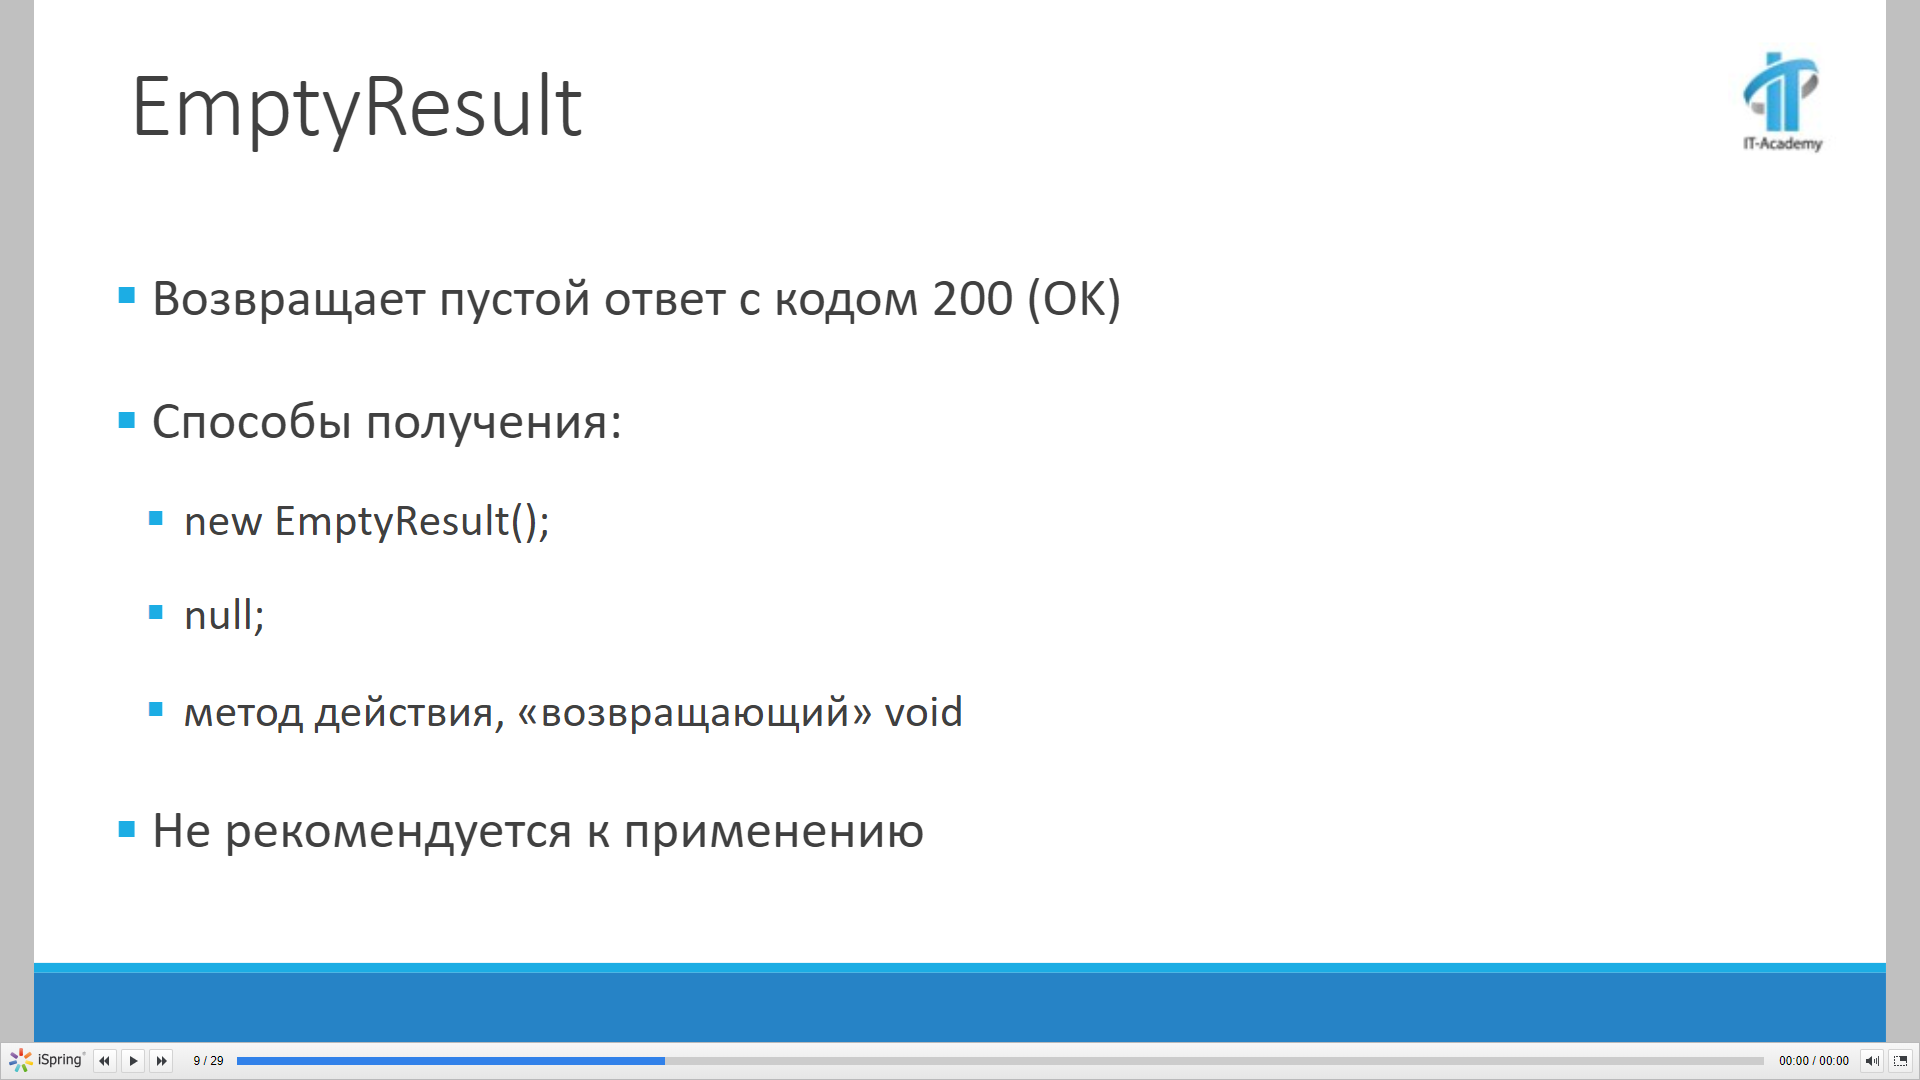 EmptyResult
IT-Academy
Возвращает пустой ответ с кодом 200 (OK)
Способы получения:
new EmptyResult();
null;
метод действия, «возвращающий» void
Не рекомендуется к применению
iSpring
9 / 29
00:00 / 00:00